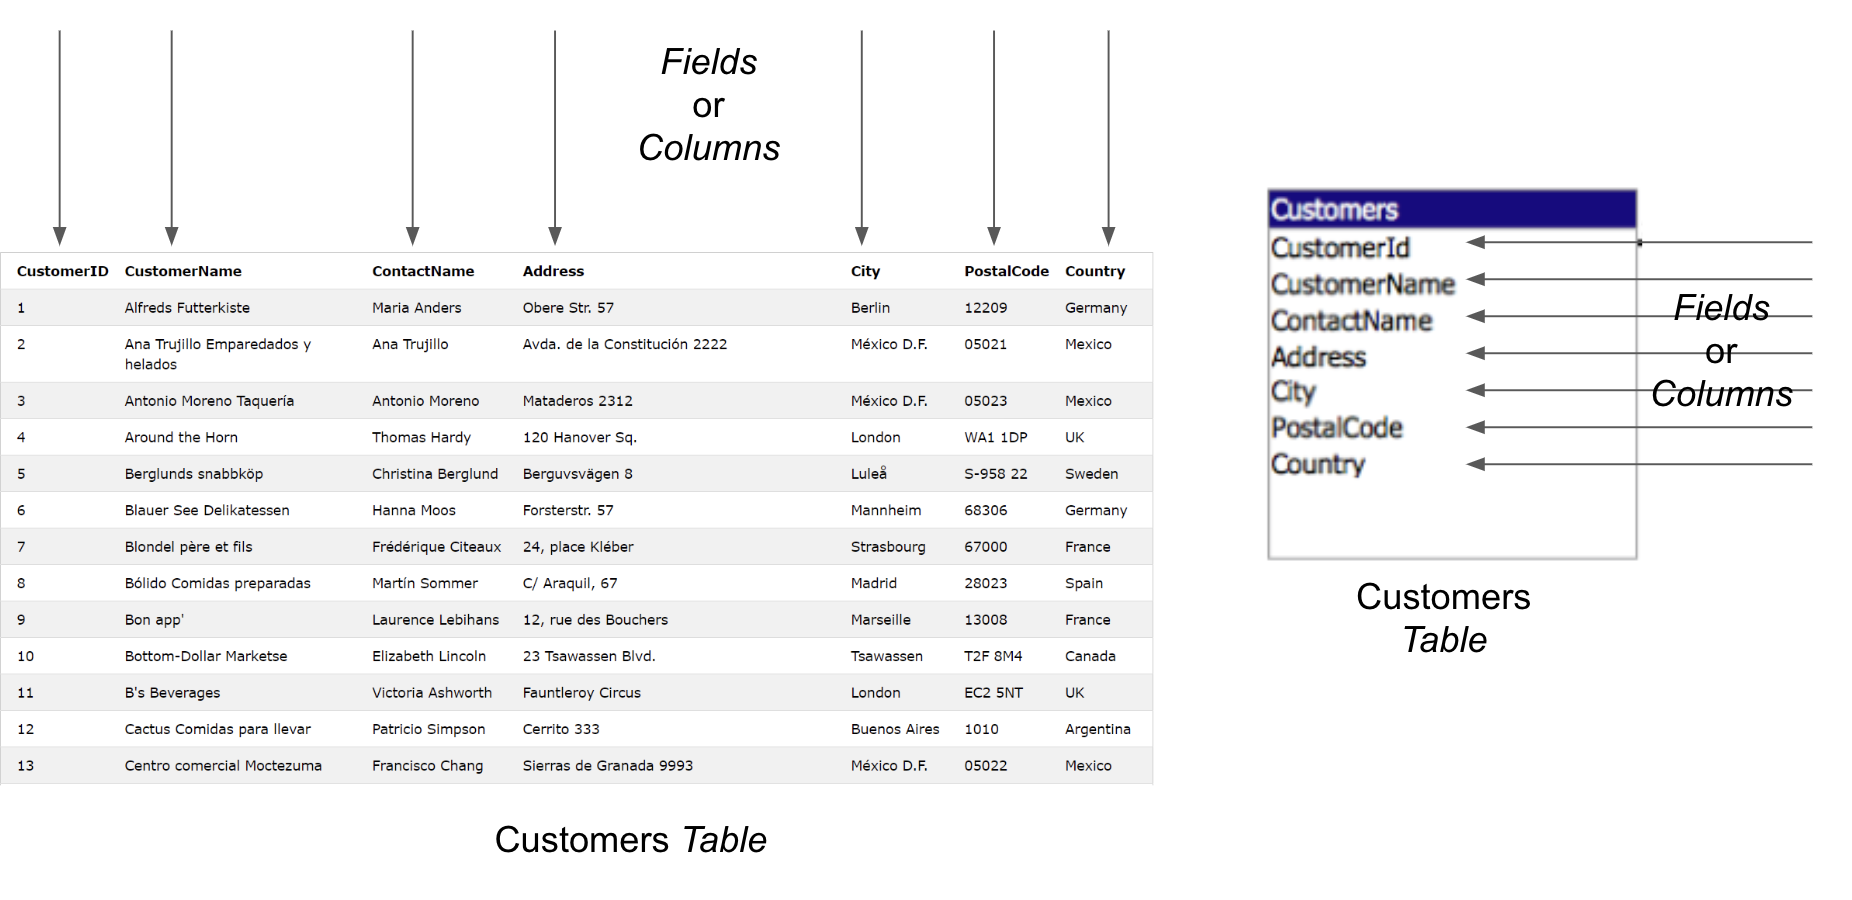 Fields
or
Columns
CustomerID CustomerName ContactName Address City PostalCode Country
1 Alfreds Futterkiste Maria Anders Obere Str. 57 Berlin 12209 Germany
2 Ana Trujillo Emparedados y helados Ana Trujillo Avda. de la Constitución 2222 México D.F. 05021 Mexico
3 Antonio Moreno Taquería Antonio Moreno Mataderos 2312 México D.F. 05023 Mexico
4 Around the Horn Thomas Hardy 120 Hanover Sq. London WA1 1DP UK
5 Berglunds snabbköp Christina Berglund Berguvsvägen 8 Luleå S-958 22 Sweden
6 Blauer See Delikatessen Hanna Moos Forsterstr. 57 Mannheim 68306 Germany
7 Blondel père et fils Frédérique Citeaux 24, place Kléber Strasbourg 67000 France
8 Bólido Comidas preparadas Martín Sommer C/ Araquil, 67 Madrid 28023 Spain
9 Bon app' Laurence Lebihans 12, rue des Bouchers Marseille 13008 France
10 Bottom-Dollar Marketse Elizabeth Lincoln 23 Tsawassen Blvd. Tsawassen T2F 8M4 Canada
11 B's Beverages Victoria Ashworth Fauntleroy Circus London EC2 5NT UK
12 Cactus Comidas para llevar Patricio Simpson Cerrito 333 Buenos Aires 1010 Argentina
13 Centro comercial Moctezuma Francisco Chang Sierras de Granada 9993 México D.F. 05022 Mexico
Customers Table
Customers
CustomerId
CustomerName
ContactName
Address
City
PostalCode
Country
Fields
or
Columns
Customers
Table